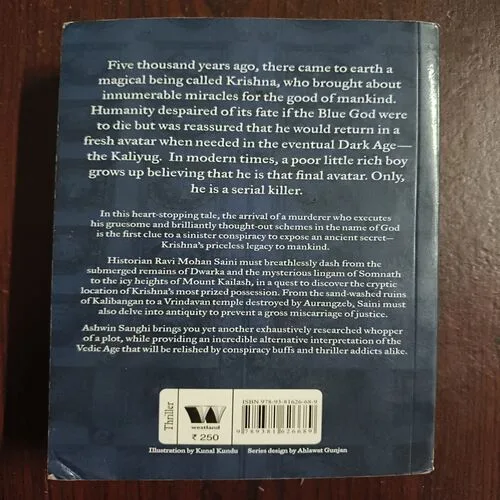 Five thousand years ago, there came to earth a
magical being called Krishna, who brought about
innumerable miracles for the good of mankind.
Humanity despaired of its fate if the Blue God were
to die but was reassured that he would return in a
fresh avatar when needed in the eventual Dark Age—
the Kaliyug. In modern times, a poor little rich boy
grows up believing that he is that final avatar. Only,
he is a serial killer.
In this heart-stopping tale, the arrival of a murderer who executes
his gruesome and brilliantly thought-out schemes in the name of God
is the first clue to a sinister conspiracy to expose an ancient secret—
Krishna's priceless legacy to mankind.
Historian Ravi Mohan Saini must breathlessly dash from the
submerged remains of Dwarka and the mysterious lingam of Somnath
to the icy heights of Mount Kailash, in a quest to discover the cryptic
location of Krishna's most prized possession. From the sand-washed ruins
of Kalibangan to a Vrindavan temple destroyed by Aurangzeb, Saini must
also delve into antiquity to prevent a gross miscarriage of justice.
Ashwin Sanghi brings you yet another exhaustively researched whopper
of a plot, while providing an incredible alternative interpretation of the
Vedic Age that will be relished by conspiracy buffs and thriller addicts alike.
Thriller
W
westland
₹ 250
ISBN 978-93-81626-68-9
9 789381 626689
Illustration by Kunal Kundu
Series design by Ahlawat Gunjan